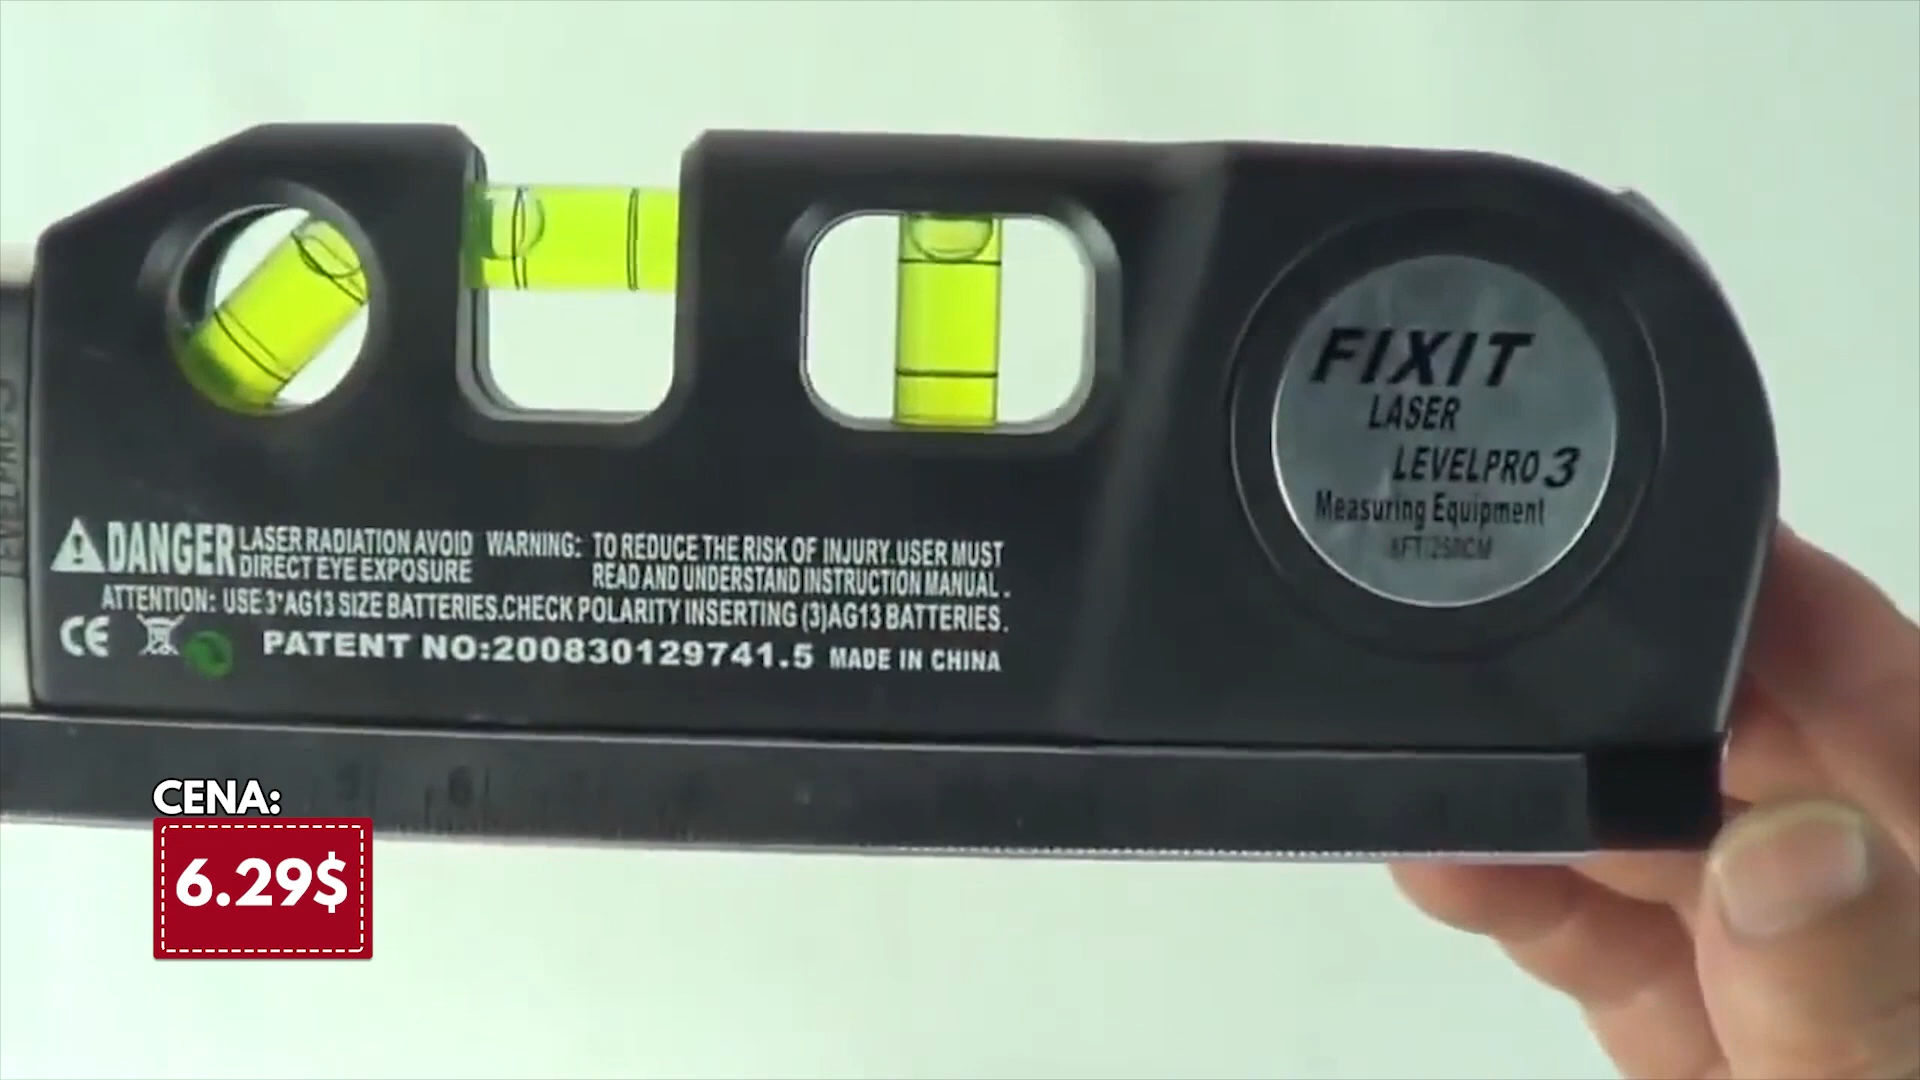 FIXIT
LASER
LEVELPRO 3
Measuring Equipment
DANGER LASER RADIATION AVOID DIRECT EYE EXPOSURE
WARNING: TO REDUCE THE RISK OF INJURY.USER MUST READ AND UNDERSTAND INSTRUCTION MANUAL.
ATTENTION: USE 3*AG13 SIZE BATTERIES.CHECK POLARITY INSERTING (3)AG13 BATTERIES.
CE PATENT NO:200830129741.5 MADE IN CHINA
6
CENA:
6.29$